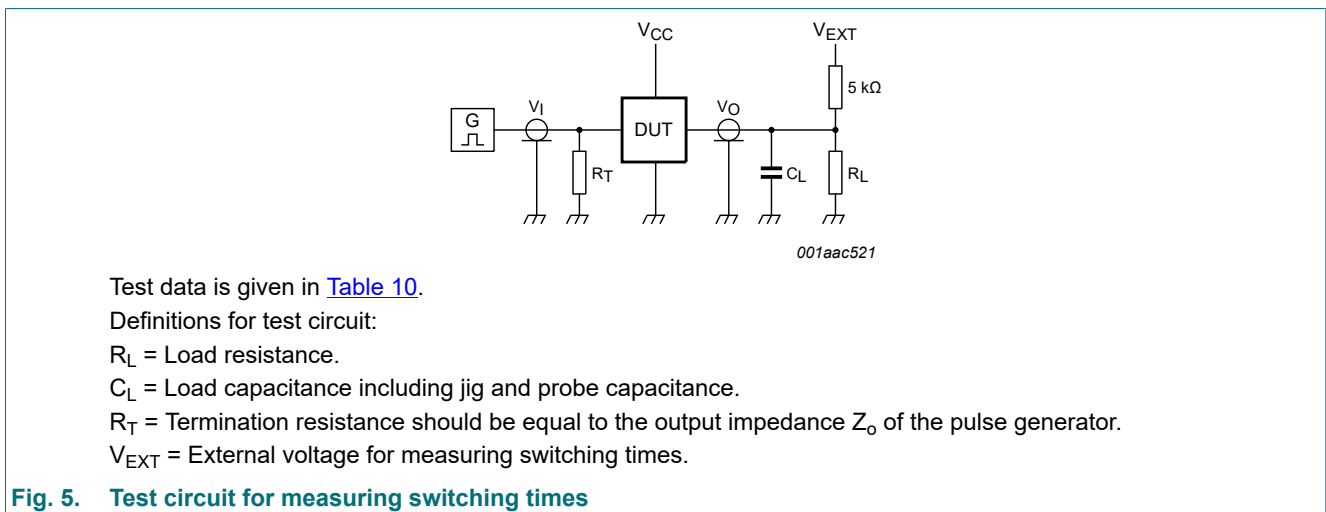 VCC
VEXT
5 kΩ
G
VI
DUT
VO
RT
CL
RL
001aac521
Test data is given in Table 10.
Definitions for test circuit:
RL = Load resistance.
CL = Load capacitance including jig and probe capacitance.
RT = Termination resistance should be equal to the output impedance Zo of the pulse generator.
VEXT = External voltage for measuring switching times.
Fig. 5. Test circuit for measuring switching times